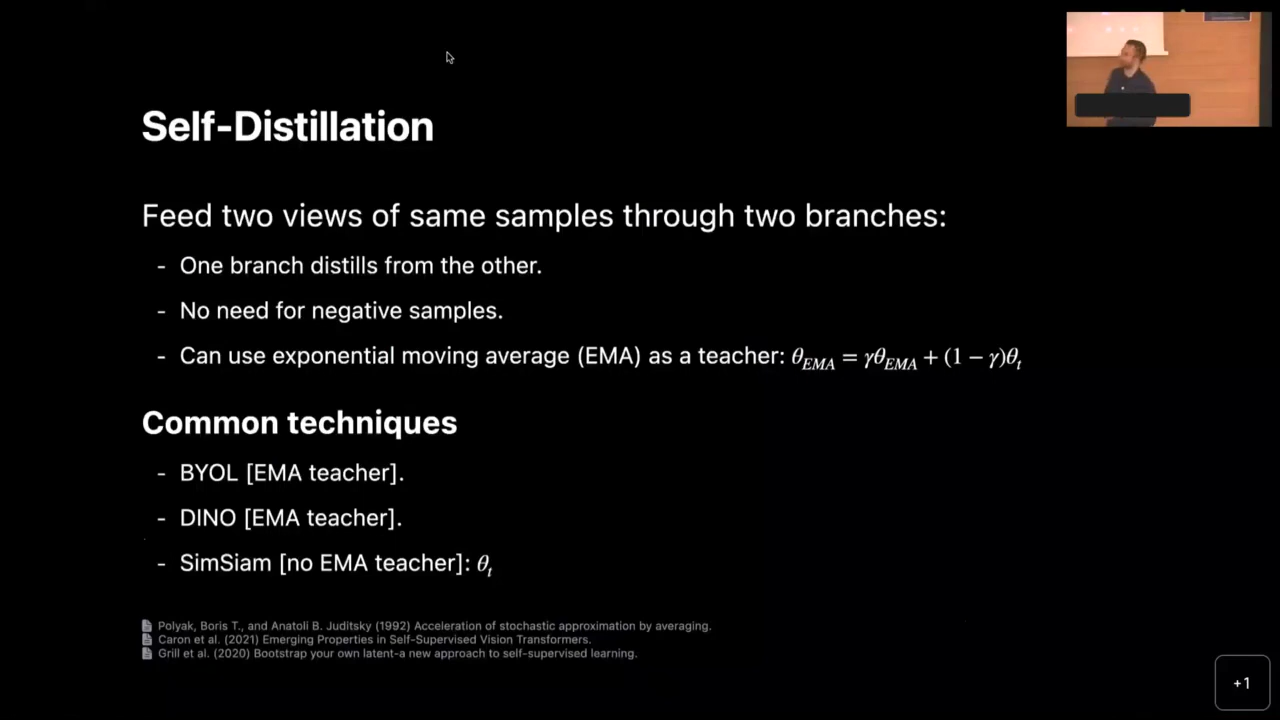 Self-Distillation
Feed two views of same samples through two branches:
- One branch distills from the other.
- No need for negative samples.
- Can use exponential moving average (EMA) as a teacher: θ_EMA = γθ_EMA + (1 − γ)θ_t
Common techniques
- BYOL [EMA teacher].
- DINO [EMA teacher].
- SimSiam [no EMA teacher]: θ_t
Polyak, Boris T., and Anatoli B. Juditsky (1992) Acceleration of stochastic approximation by averaging.
Caron et al. (2021) Emerging Properties in Self-Supervised Vision Transformers.
Grill et al. (2020) Bootstrap your own latent-a new approach to self-supervised learning.
+1